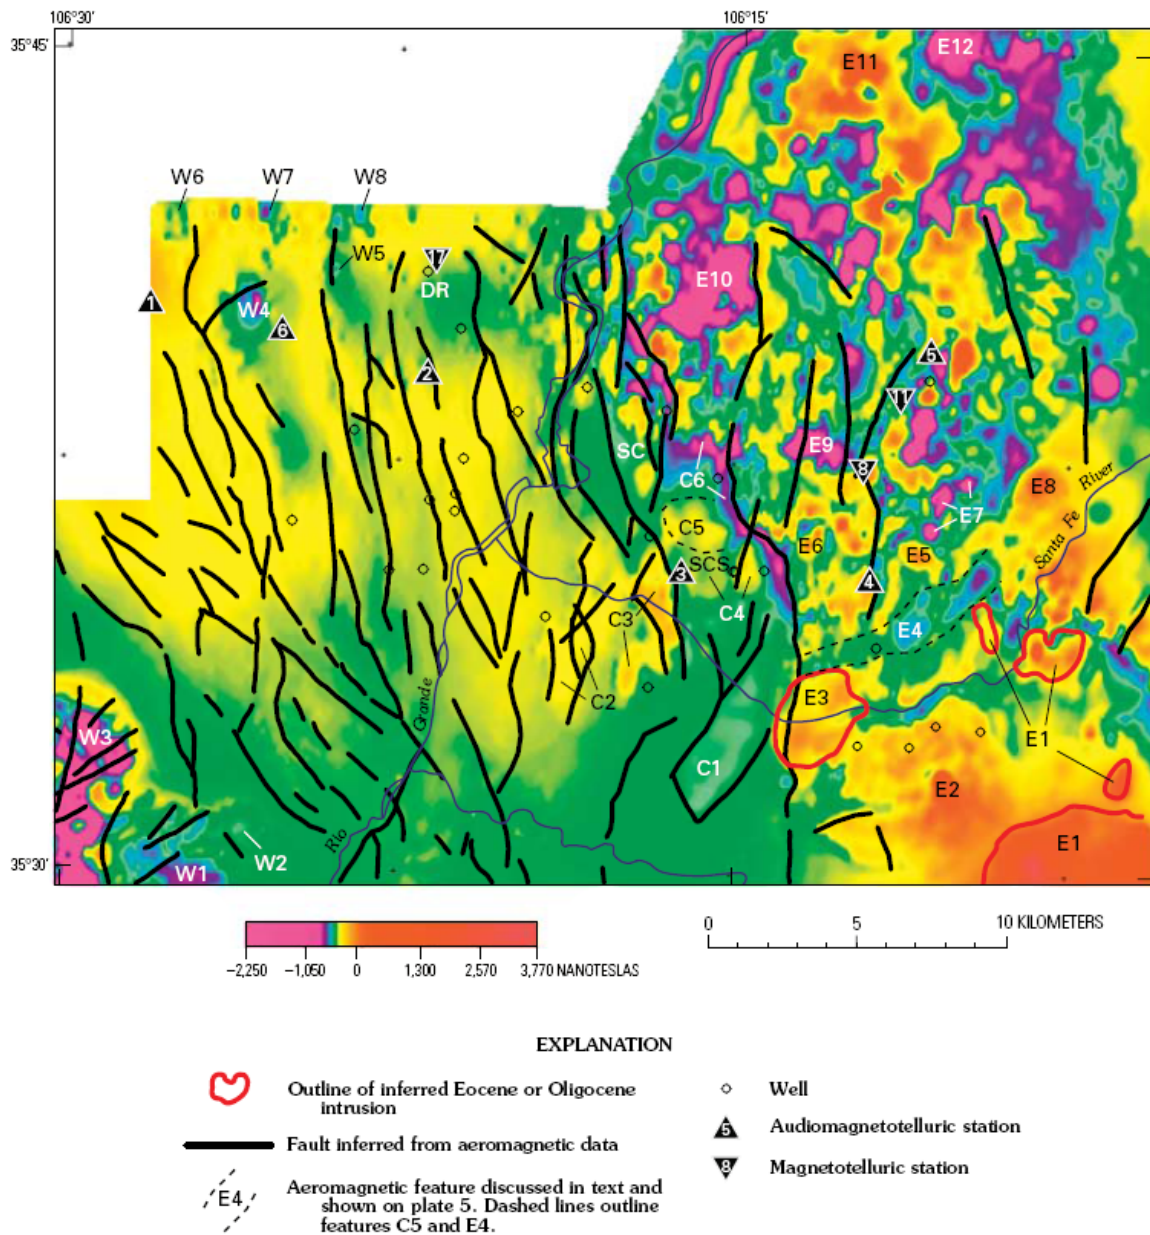 106°30′
106°15′
35°45′
E11
E12
W6
W7
W8
W5
17
DR
E10
1
W4
6
2
5
11
SC
E9
8
C6
E8
River
E7
C5
E6
E5
Santa Fe
SCS
3
C4
4
C3
E4
C2
E3
Grande
W3
E1
C1
E2
Rio
W2
E1
35°30′
W1
0
5
10 KILOMETERS
−2,250
−1,050
0
1,300
2,570
3,770 NANOTESLAS
EXPLANATION
Outline of inferred Eocene or Oligocene
intrusion
Fault inferred from aeromagnetic data
E4
Aeromagnetic feature discussed in text and
shown on plate 5. Dashed lines outline
features C5 and E4.
Well
5
Audiomagnetotelluric station
8
Magnetotelluric station